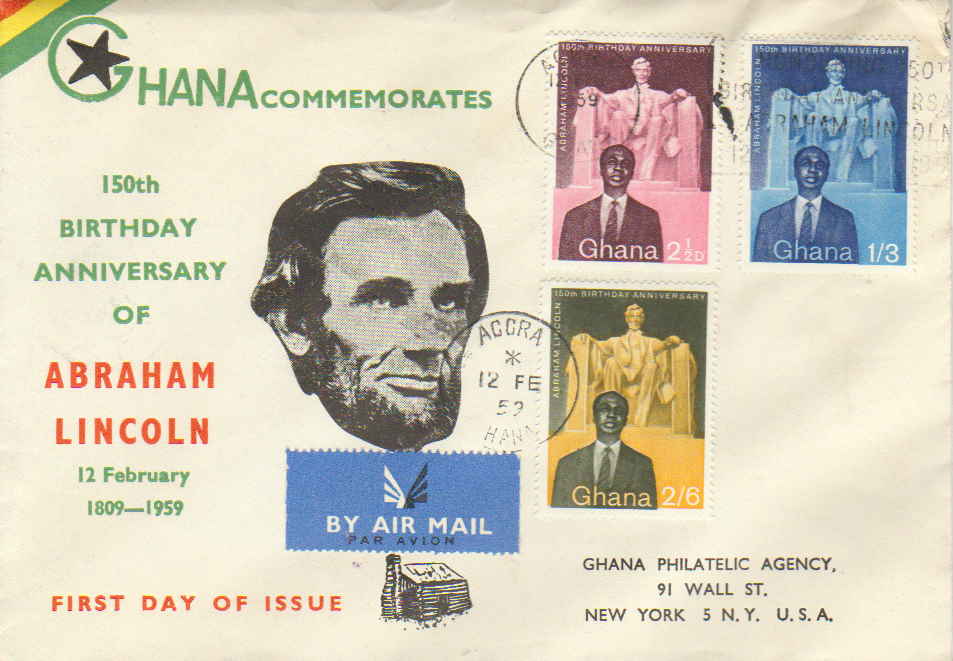 GHANA COMMEMORATES
150th
BIRTHDAY
ANNIVERSARY
OF
ABRAHAM
LINCOLN
12 February
1809—1959
FIRST DAY OF ISSUE
BY AIR MAIL
PAR AVION
150th BIRTHDAY ANNIVERSARY
ABRAHAM LINCOLN
Ghana 2½D
150th BIRTHDAY ANNIVERSARY
ABRAHAM LINCOLN
Ghana 1/3
150th BIRTHDAY ANNIVERSARY
ABRAHAM LINCOLN
Ghana 2/6
ACCRA
12 FE
59
GHANA PHILATELIC AGENCY,
91 WALL ST.
NEW YORK 5 N.Y. U.S.A.